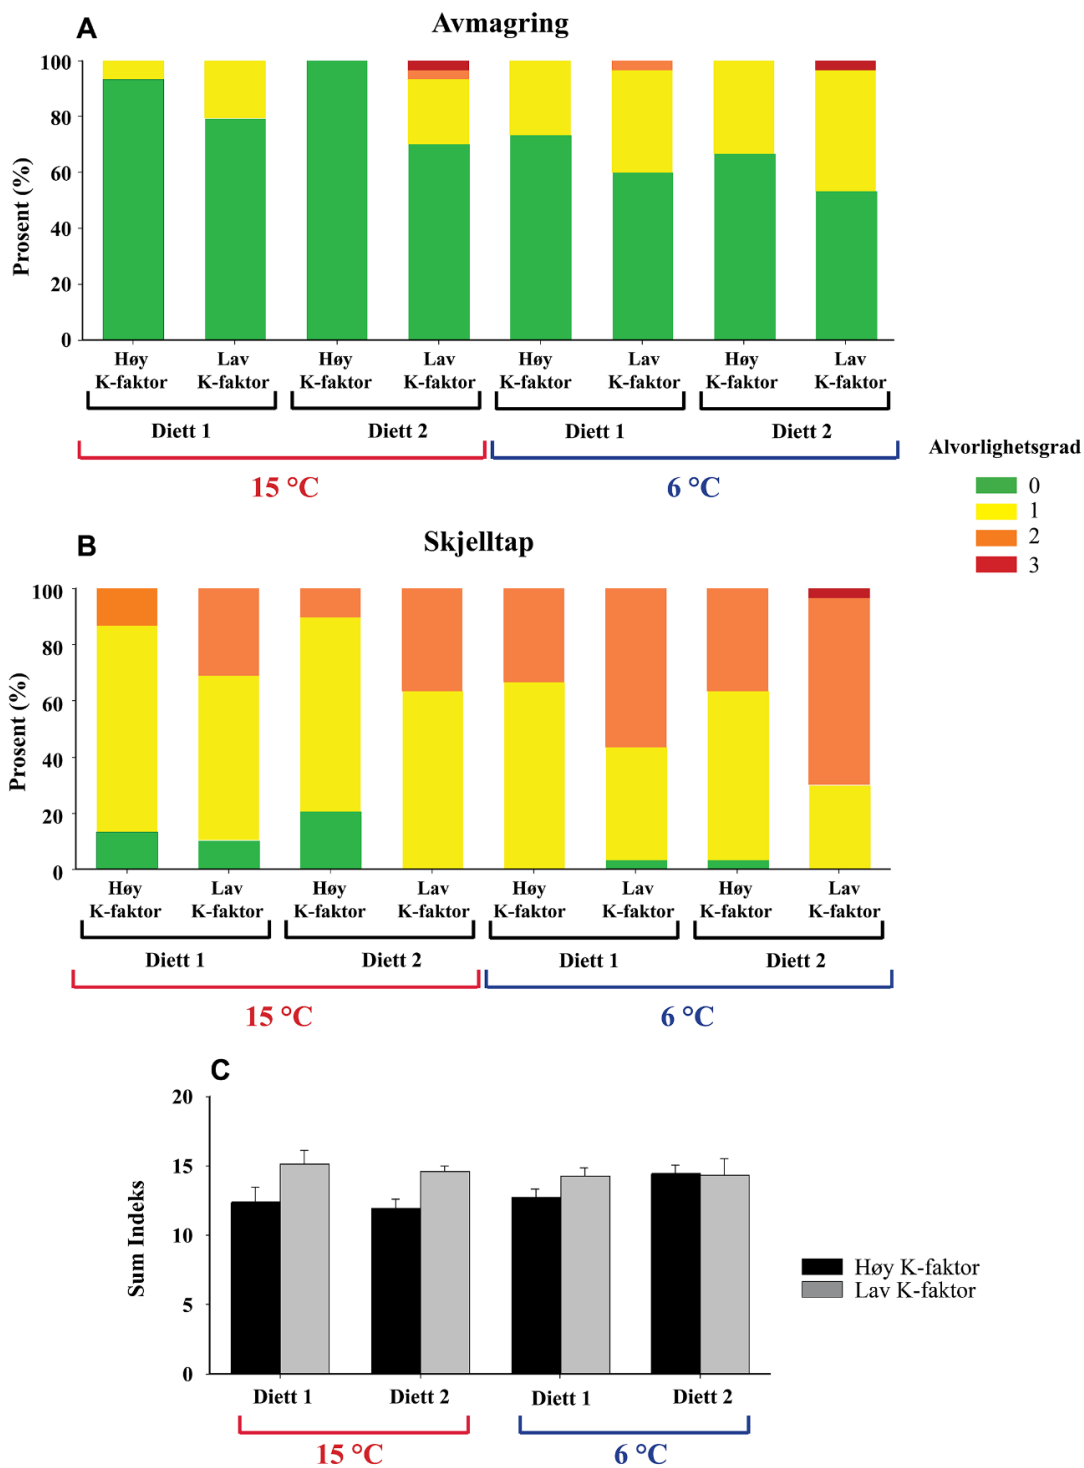 A
Avmagring
Prosent (%)
100
80
60
40
20
0
Høy Lav Høy Lav Høy Lav Høy Lav
K-faktor K-faktor K-faktor K-faktor K-faktor K-faktor K-faktor K-faktor
Diett 1 Diett 2 Diett 1 Diett 2
15 °C 6 °C
Alvorlighetsgrad
0
1
2
3
B
Skjelltap
Prosent (%)
100
80
60
40
20
0
Høy Lav Høy Lav Høy Lav Høy Lav
K-faktor K-faktor K-faktor K-faktor K-faktor K-faktor K-faktor K-faktor
Diett 1 Diett 2 Diett 1 Diett 2
15 °C 6 °C
C
Sum Indeks
20
15
10
5
0
Diett 1 Diett 2 Diett 1 Diett 2
15 °C 6 °C
Høy K-faktor
Lav K-faktor